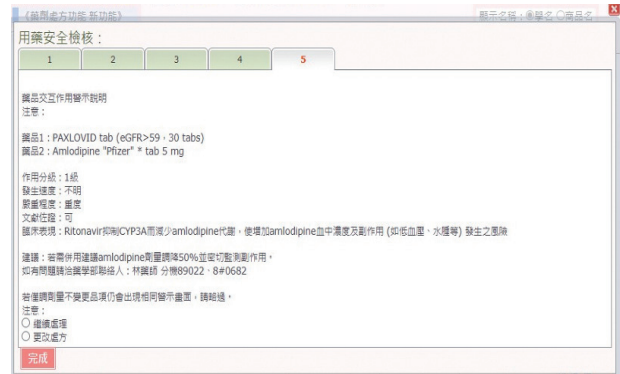 《藥劑處方功能 新功能》
顯示名稱：◉學名 ○商品名
用藥安全檢核：
1 2 3 4 5
藥品交互作用警示說明
注意：
藥品1：PAXLOVID tab (eGFR>59，30 tabs)
藥品2：Amlodipine "Pfizer" * tab 5 mg
作用分級：1級
發生速度：不明
嚴重程度：重度
文獻佐證：可
臨床表現：Ritonavir抑制CYP3A而減少amlodipine代謝，使增加amlodipine血中濃度及副作用 (如低血壓、水腫等) 發生之風險
建議：若需併用建議amlodipine劑量調降50%並密切監測副作用。
如有問題請洽藥學部聯絡人：林藥師 分機89022、8#0682
若僅調劑量不變更品項仍會出現相同警示畫面，請略過。
注意：
○ 繼續處理
○ 更改處方
完成